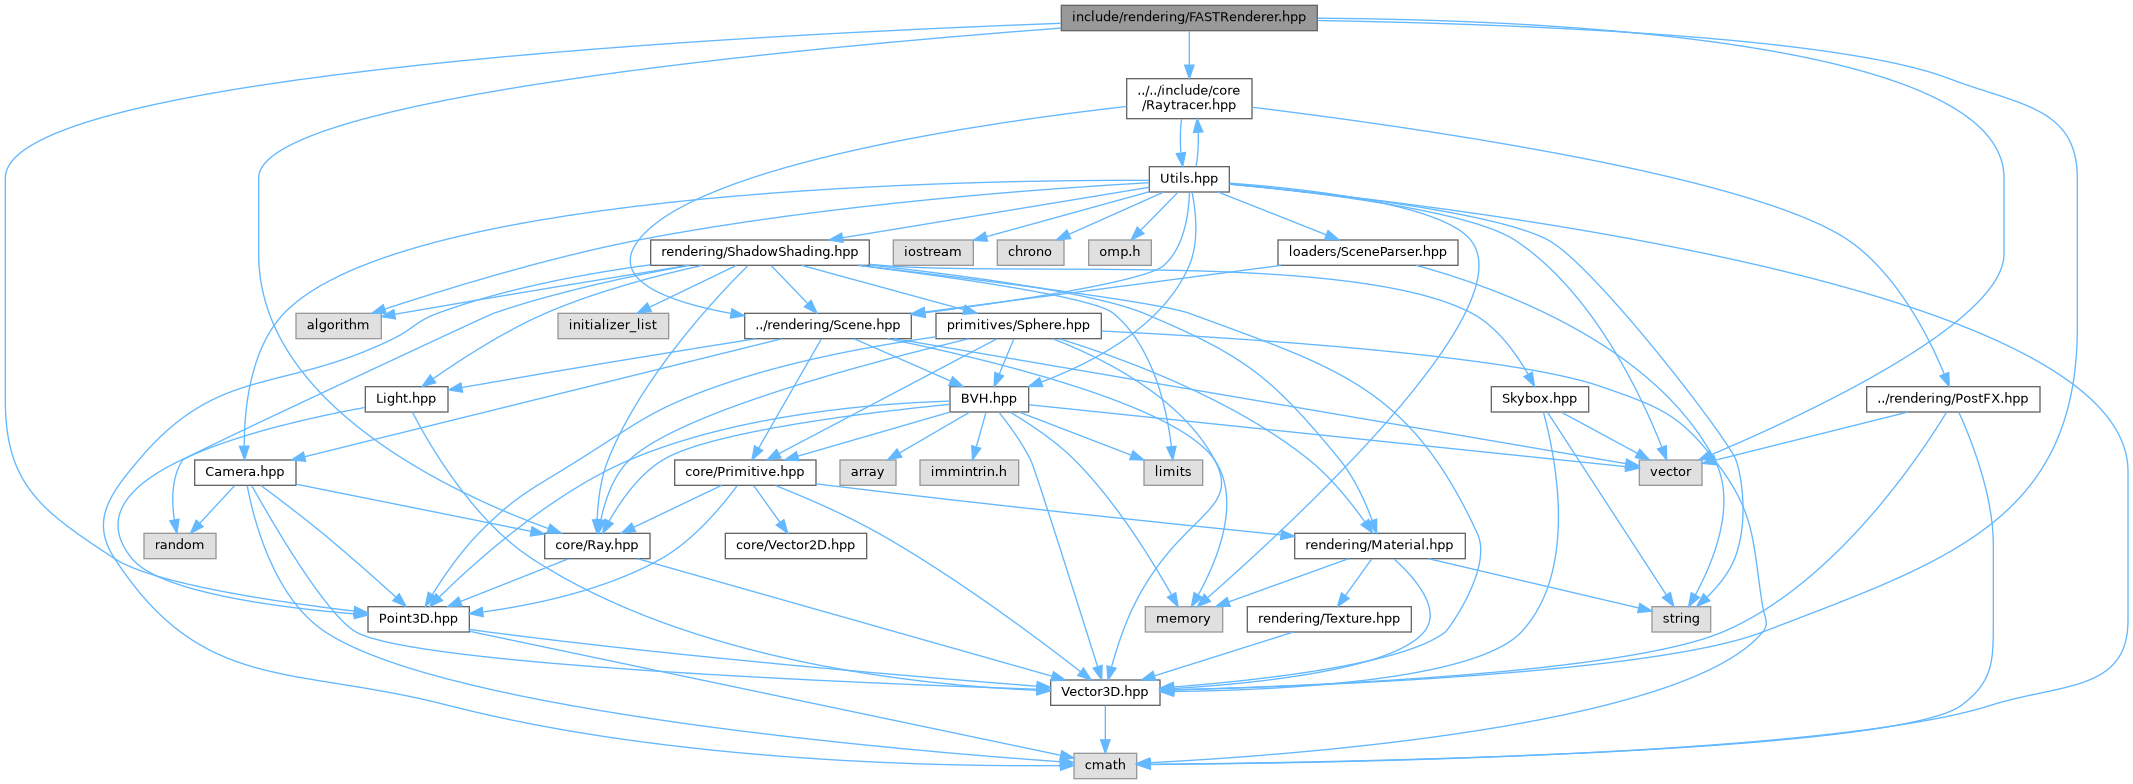 include/rendering/FASTRenderer.hpp
../../include/core
/Raytracer.hpp
Utils.hpp
rendering/ShadowShading.hpp
iostream
chrono
omp.h
loaders/SceneParser.hpp
algorithm
initializer_list
../rendering/Scene.hpp
primitives/Sphere.hpp
Light.hpp
BVH.hpp
Skybox.hpp
../rendering/PostFX.hpp
Camera.hpp
core/Primitive.hpp
array
immintrin.h
limits
vector
random
core/Ray.hpp
core/Vector2D.hpp
rendering/Material.hpp
Point3D.hpp
memory
rendering/Texture.hpp
string
Vector3D.hpp
cmath